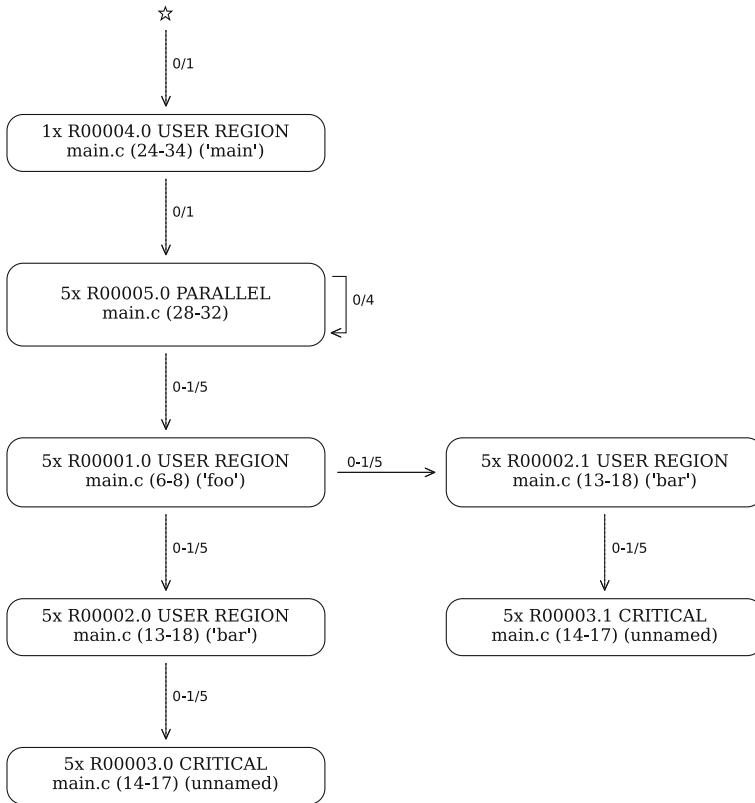 0/1
1x R00004.0 USER REGION
main.c (24-34) ('main')
0/1
5x R00005.0 PARALLEL
main.c (28-32)
0/4
0-1/5
5x R00001.0 USER REGION
main.c (6-8) ('foo')
0-1/5
5x R00002.1 USER REGION
main.c (13-18) ('bar')
0-1/5
0-1/5
5x R00002.0 USER REGION
main.c (13-18) ('bar')
5x R00003.1 CRITICAL
main.c (14-17) (unnamed)
0-1/5
5x R00003.0 CRITICAL
main.c (14-17) (unnamed)